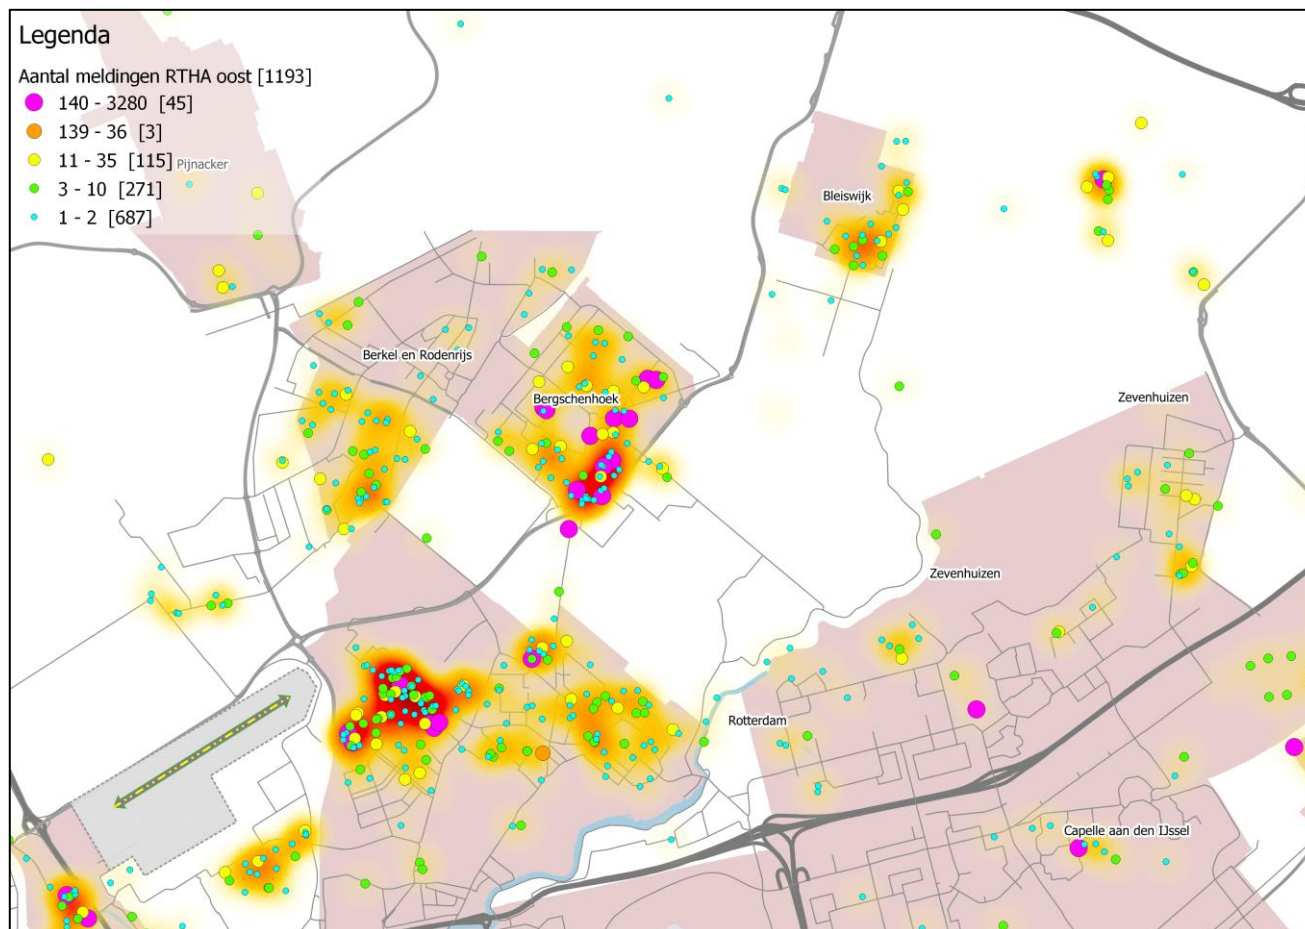 Legenda
Aantal meldingen RTHA oost [1193]
140 - 3280 [45]
139 - 36 [3]
11 - 35 [115]
Pijnacker
3 - 10 [271]
1 - 2 [687]
Bleiswijk
Berkel en Rodenrijs
Bergschenhoek
Zevenhuizen
Zevenhuizen
Rotterdam
Capelle aan den IJssel